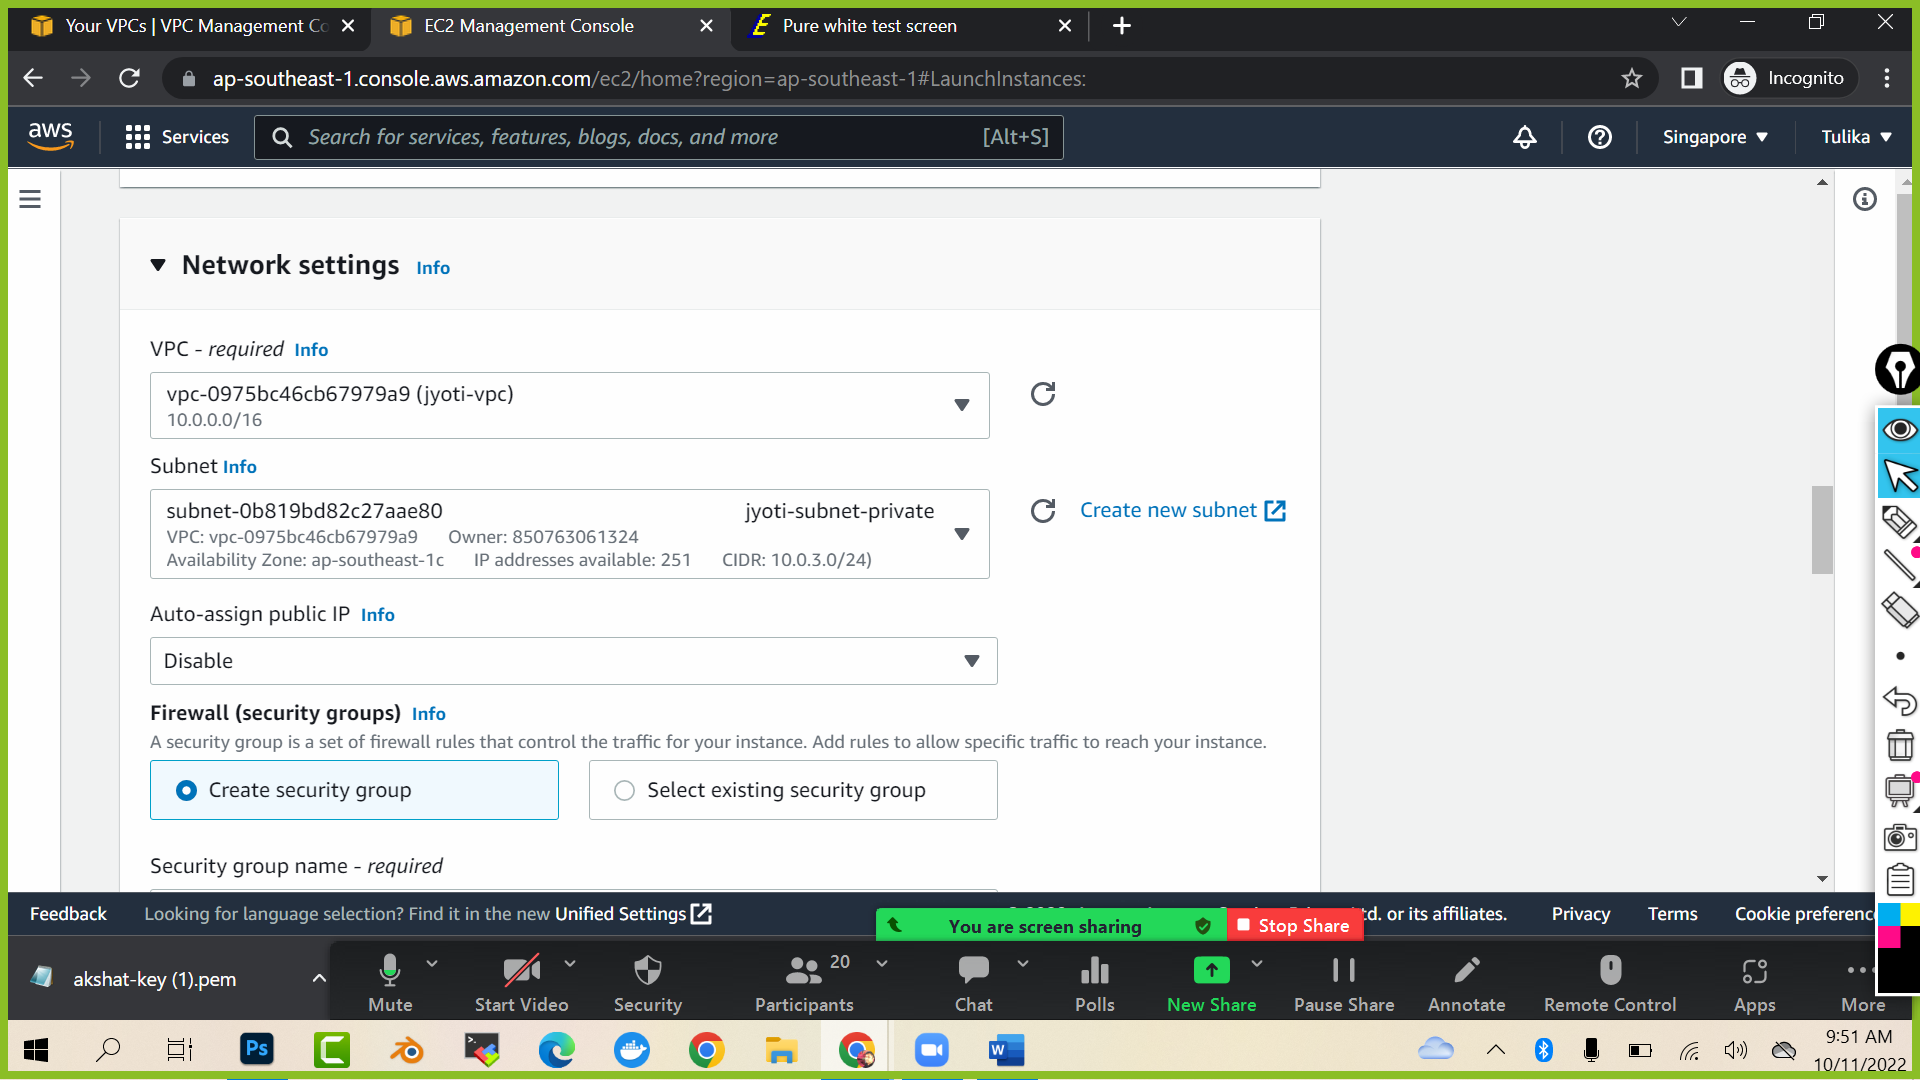 Your VPCs | VPC Management Co
EC2 Management Console
Pure white test screen
ap-southeast-1.console.aws.amazon.com/ec2/home?region=ap-southeast-1#LaunchInstances:
Incognito
aws
Services
Search for services, features, blogs, docs, and more
[Alt+S]
Singapore
Tulika
Network settings Info
VPC - required Info
vpc-0975bc46cb67979a9 (jyoti-vpc)
10.0.0.0/16
Subnet Info
subnet-0b819bd82c27aae80 jyoti-subnet-private
VPC: vpc-0975bc46cb67979a9 Owner: 850763061324
Availability Zone: ap-southeast-1c IP addresses available: 251 CIDR: 10.0.3.0/24)
Create new subnet
Auto-assign public IP Info
Disable
Firewall (security groups) Info
A security group is a set of firewall rules that control the traffic for your instance. Add rules to allow specific traffic to reach your instance.
Create security group
Select existing security group
Security group name - required
Feedback
Looking for language selection? Find it in the new Unified Settings
td. or its affiliates.
Privacy
Terms
Cookie preference
You are screen sharing
Stop Share
akshat-key (1).pem
Mute
Start Video
Security
20
Participants
Chat
Polls
New Share
Pause Share
Annotate
Remote Control
Apps
More
Ps
C
W
9:51 AM
10/11/2022